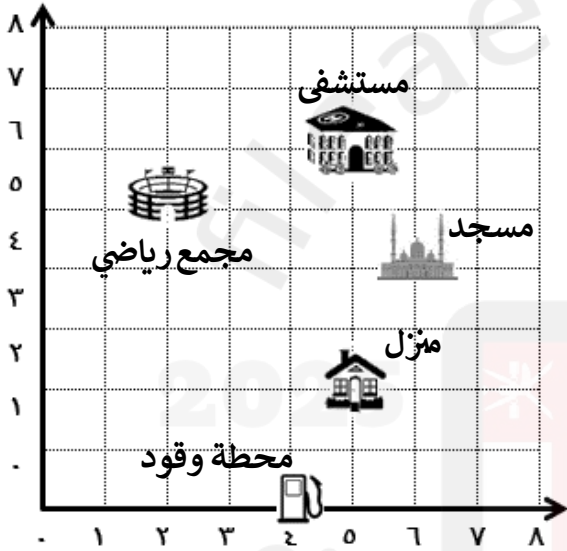 ٨
٧
٦
٥
٤
٣
٢
١
٠
مستشفى
مسجد
مجمع رياضي
منزل
محطة وقود
٠ ١ ٢ ٣ ٤ ٥ ٦ ٧ ٨
2025